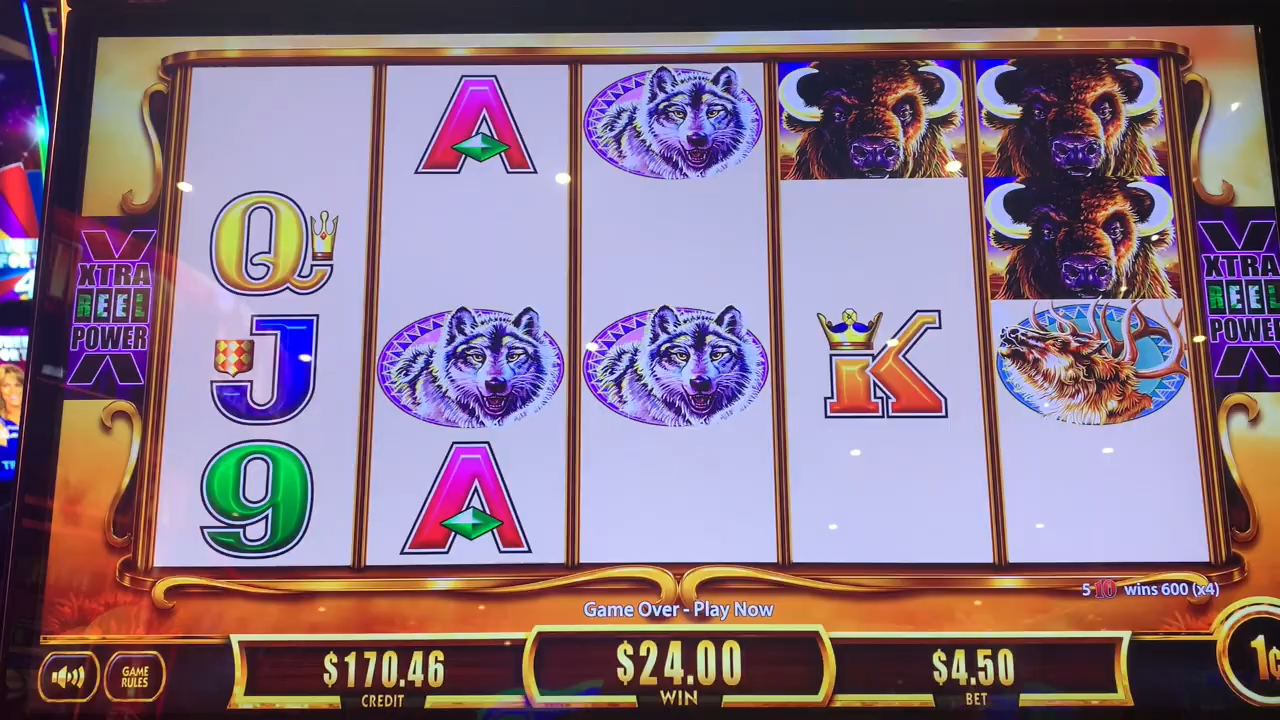 A
Q
J
K
9
A
XTRA
REEL
POWER
XTRA
REEL
POWER
5 10 wins 600 (x4)
Game Over - Play Now
GAME
RULES
$170.46
CREDIT
$24.00
WIN
$4.50
BET
1¢